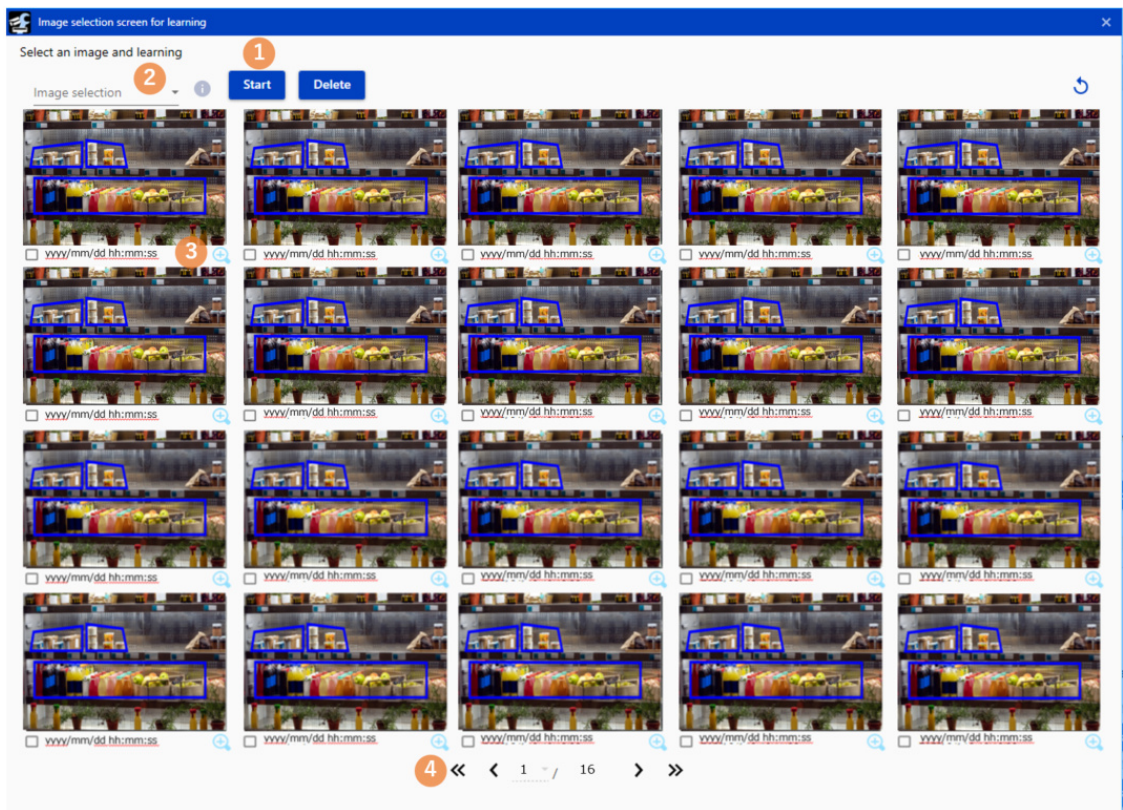 Image selection screen for learning
Select an image and learning
1
2
Image selection
Start
Delete
yyyy/mm/dd hh:mm:ss yyyy/mm/dd hh:mm:ss yyyy/mm/dd hh:mm:ss yyyy/mm/dd hh:mm:ss yyyy/mm/dd hh:mm:ss
3
yyyy/mm/dd hh:mm:ss yyyy/mm/dd hh:mm:ss yyyy/mm/dd hh:mm:ss yyyy/mm/dd hh:mm:ss yyyy/mm/dd hh:mm:ss
yyyy/mm/dd hh:mm:ss yyyy/mm/dd hh:mm:ss yyyy/mm/dd hh:mm:ss yyyy/mm/dd hh:mm:ss yyyy/mm/dd hh:mm:ss
yyyy/mm/dd hh:mm:ss yyyy/mm/dd hh:mm:ss yyyy/mm/dd hh:mm:ss yyyy/mm/dd hh:mm:ss yyyy/mm/dd hh:mm:ss
4
1 / 16